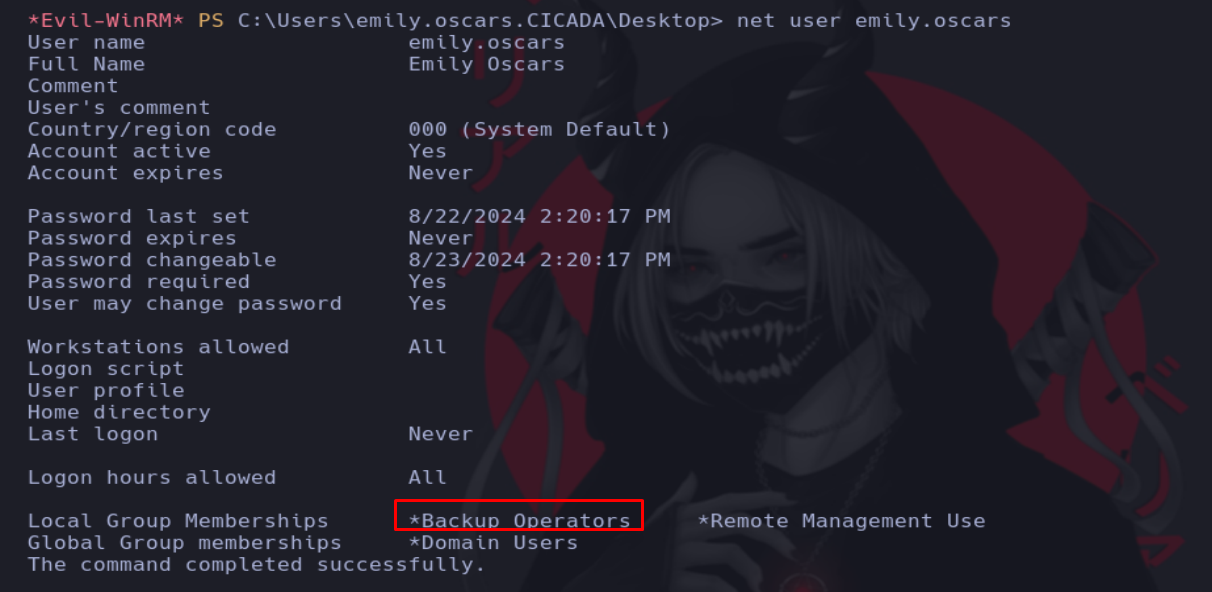 *Evil-WinRM* PS C:\Users\emily.oscars.CICADA\Desktop> net user emily.oscars
User name emily.oscars
Full Name Emily Oscars
Comment
User's comment
Country/region code 000 (System Default)
Account active Yes
Account expires Never
Password last set 8/22/2024 2:20:17 PM
Password expires Never
Password changeable 8/23/2024 2:20:17 PM
Password required Yes
User may change password Yes
Workstations allowed All
Logon script
User profile
Home directory
Last logon Never
Logon hours allowed All
Local Group Memberships *Backup Operators *Remote Management Use
Global Group memberships *Domain Users
The command completed successfully.